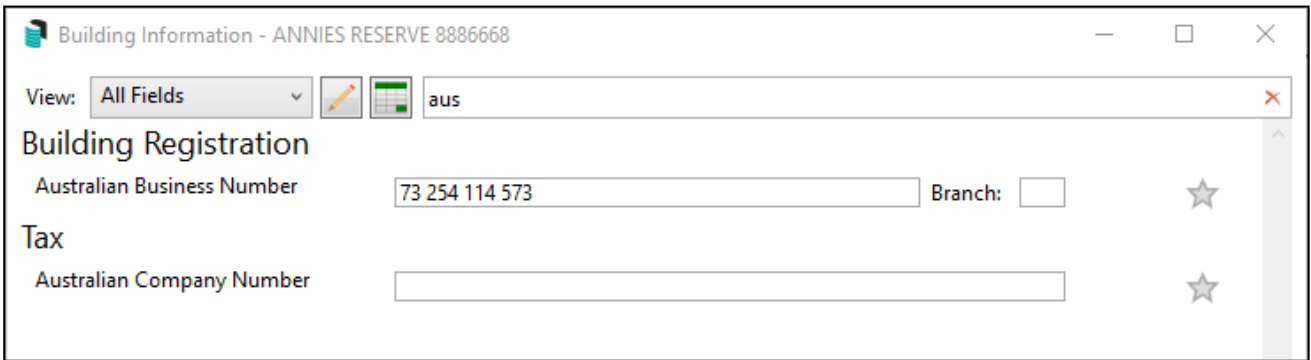 Building Information - ANNIES RESERVE 8886668
View: All Fields aus
Building Registration
Australian Business Number 73 254 114 573 Branch:
Tax
Australian Company Number